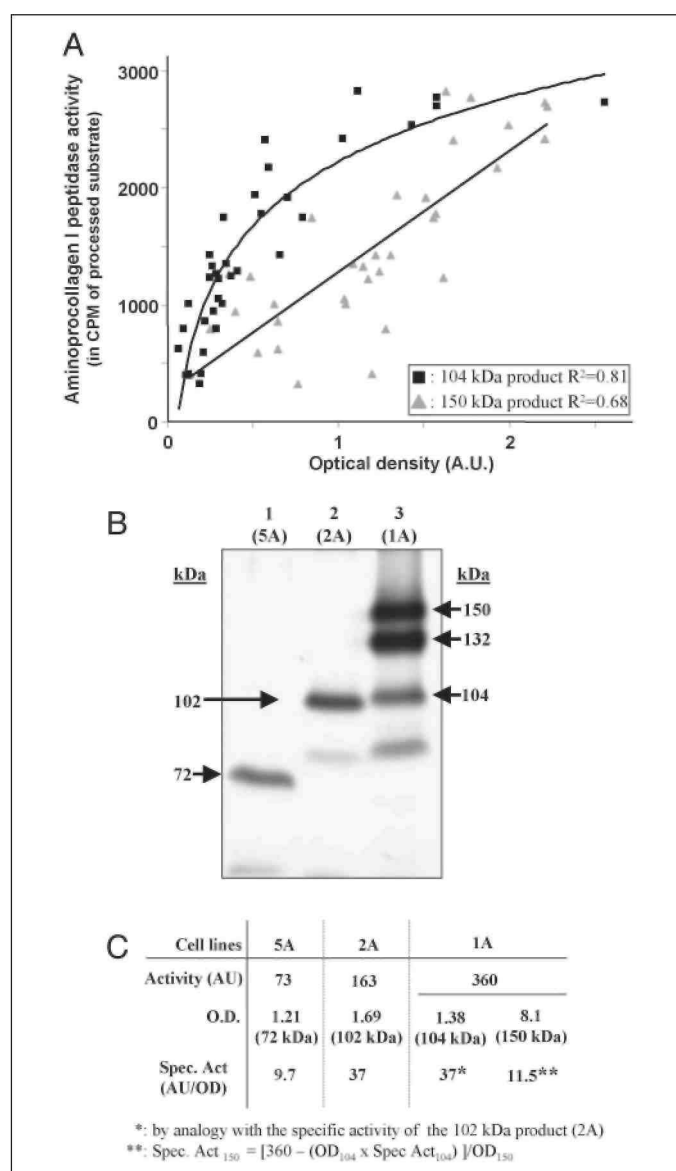 A
Aminoprocollagen I peptidase activity
(in CPM of processed substrate)
3000
2000
1000
0
0
1
2
Optical density (A.U.)
■ : 104 kDa product R²=0.81
▲ : 150 kDa product R²=0.68
B
1 2 3
(5A) (2A) (1A)
kDa kDa
150
132
102 104
72
C
Cell lines 5A 2A 1A
Activity (AU) 73 163 360
O.D. 1.21 1.69 1.38 8.1
(72 kDa) (102 kDa) (104 kDa) (150 kDa)
Spec. Act 9.7 37 37* 11.5**
(AU/OD)
*: by analogy with the specific activity of the 102 kDa product (2A)
**: Spec. Act 150 = [360 – (OD104 x Spec Act104) ]/OD150